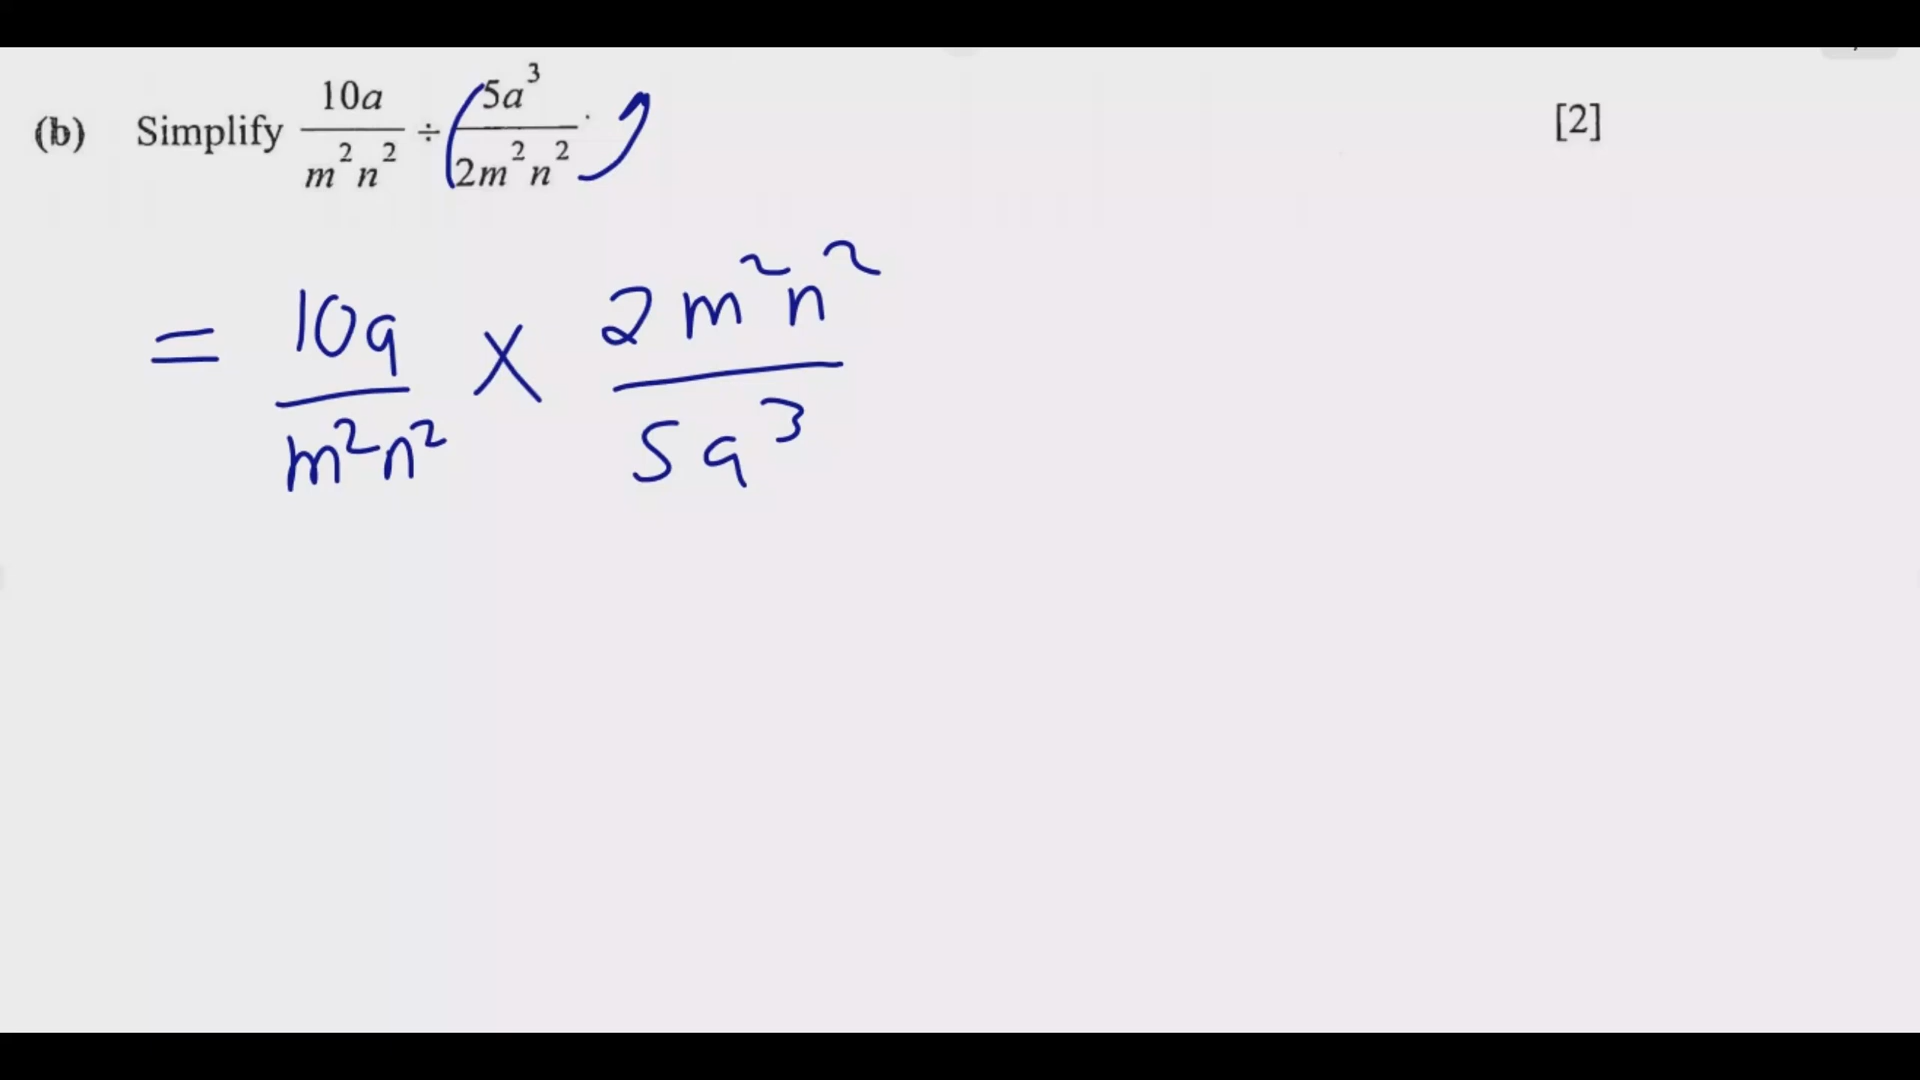 (b) Simplify 10a/m²n² ÷ 5a³/2m²n². [2]
= 10a/m²n² × 2m²n²/5a³